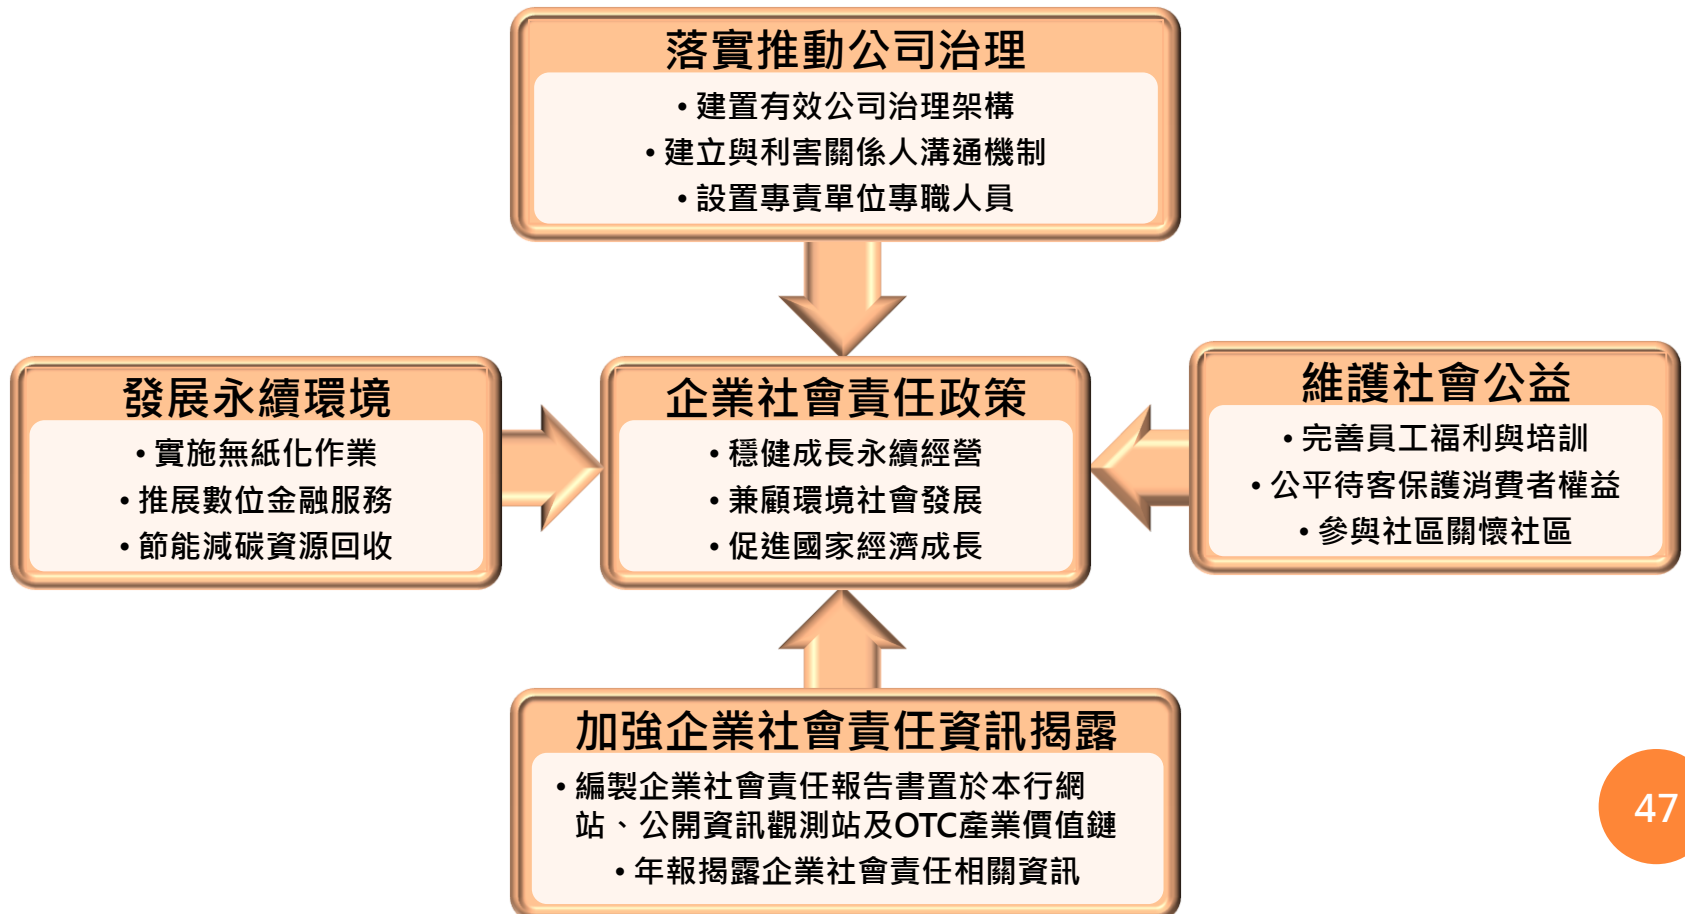 落實推動公司治理
• 建置有效公司治理架構
• 建立與利害關係人溝通機制
• 設置專責單位專職人員
發展永續環境
• 實施無紙化作業
• 推展數位金融服務
• 節能減碳資源回收
企業社會責任政策
• 穩健成長永續經營
• 兼顧環境社會發展
• 促進國家經濟成長
維護社會公益
• 完善員工福利與培訓
• 公平待客保護消費者權益
• 參與社區關懷社區
加強企業社會責任資訊揭露
• 編製企業社會責任報告書置於本行網
站、公開資訊觀測站及OTC產業價值鏈
• 年報揭露企業社會責任相關資訊
47